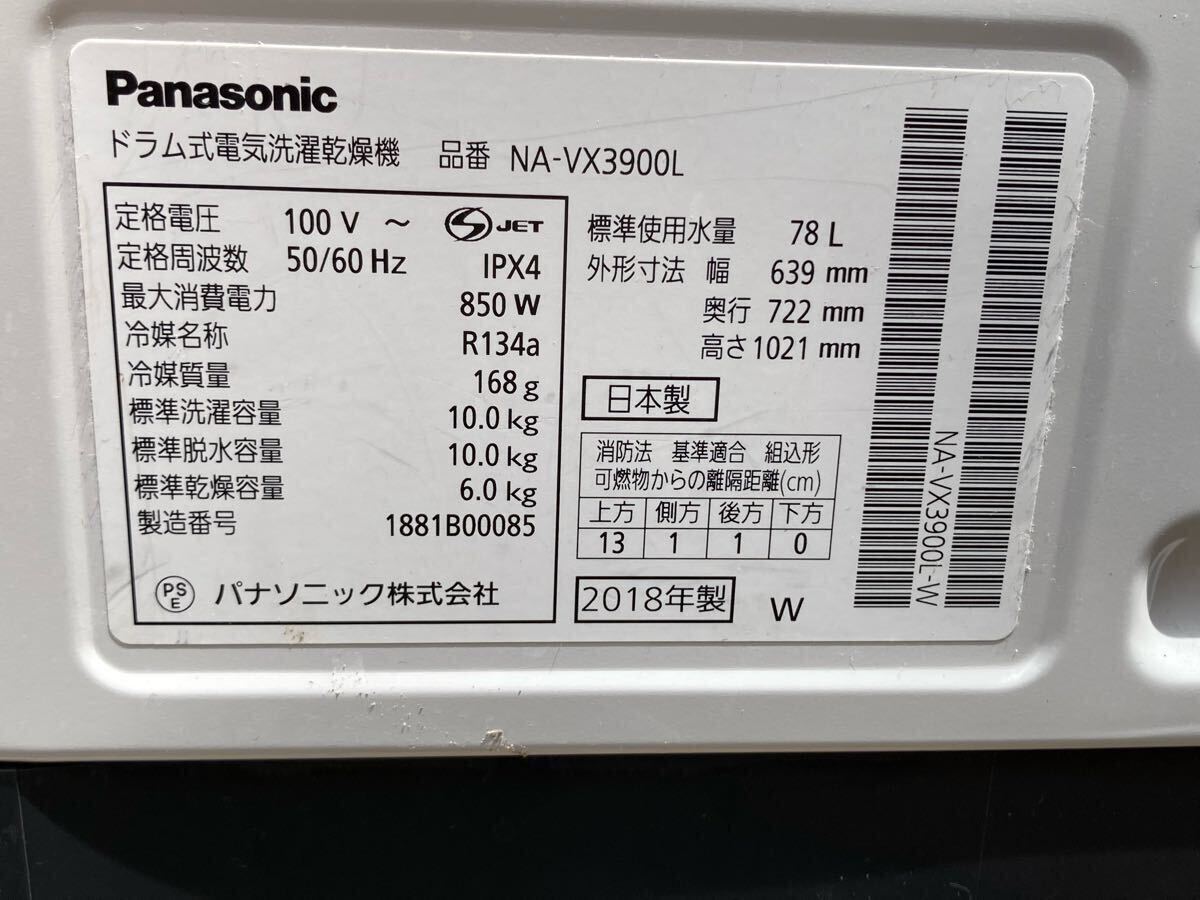 Panasonic
ドラム式電気洗濯乾燥機 品番 NA-VX3900L
定格電圧 100 V ～ S-JET
定格周波数 50/60 Hz IPX4
最大消費電力 850 W
冷媒名称 R134a
冷媒質量 168 g
標準洗濯容量 10.0 kg
標準脱水容量 10.0 kg
標準乾燥容量 6.0 kg
製造番号 1881B00085
PS
E
パナソニック株式会社
標準使用水量 78 L
外形寸法 幅 639 mm
奥行 722 mm
高さ 1021 mm
日本製
消防法 基準適合 組込形
可燃物からの離隔距離(cm)
上方 側方 後方 下方
13 1 1 0
2018年製 W
NA-VX3900L-W